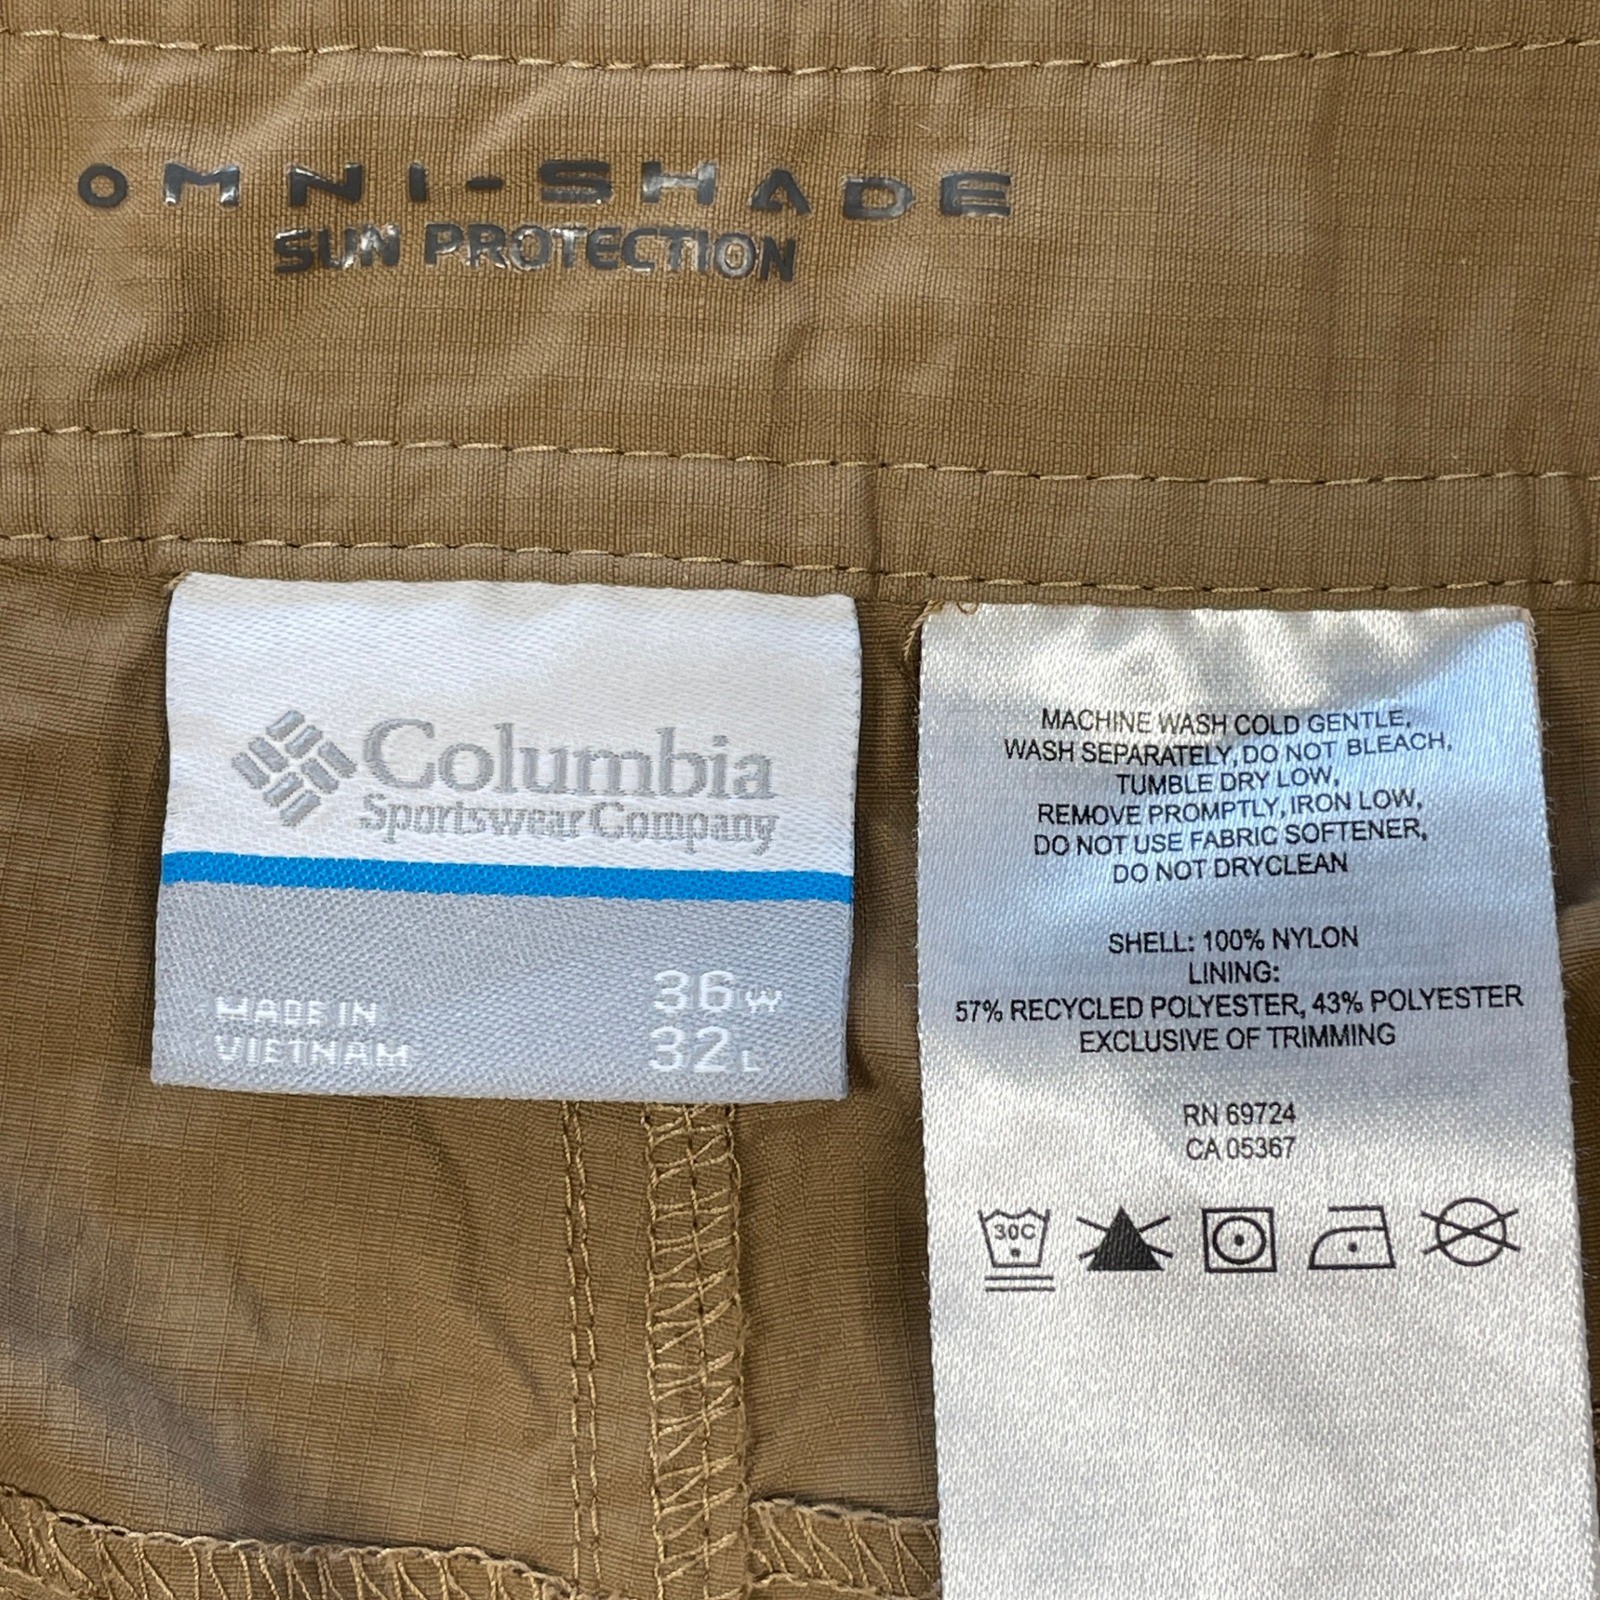 OMNI-SHADE
SUN PROTECTION
Columbia
Sportswear Company
MADE IN
VIETNAM
36 W
32 L
MACHINE WASH COLD GENTLE,
WASH SEPARATELY, DO NOT BLEACH,
TUMBLE DRY LOW,
REMOVE PROMPTLY, IRON LOW,
DO NOT USE FABRIC SOFTENER,
DO NOT DRYCLEAN
SHELL: 100% NYLON
LINING:
57% RECYCLED POLYESTER, 43% POLYESTER
EXCLUSIVE OF TRIMMING
RN 69724
CA 05367
30C